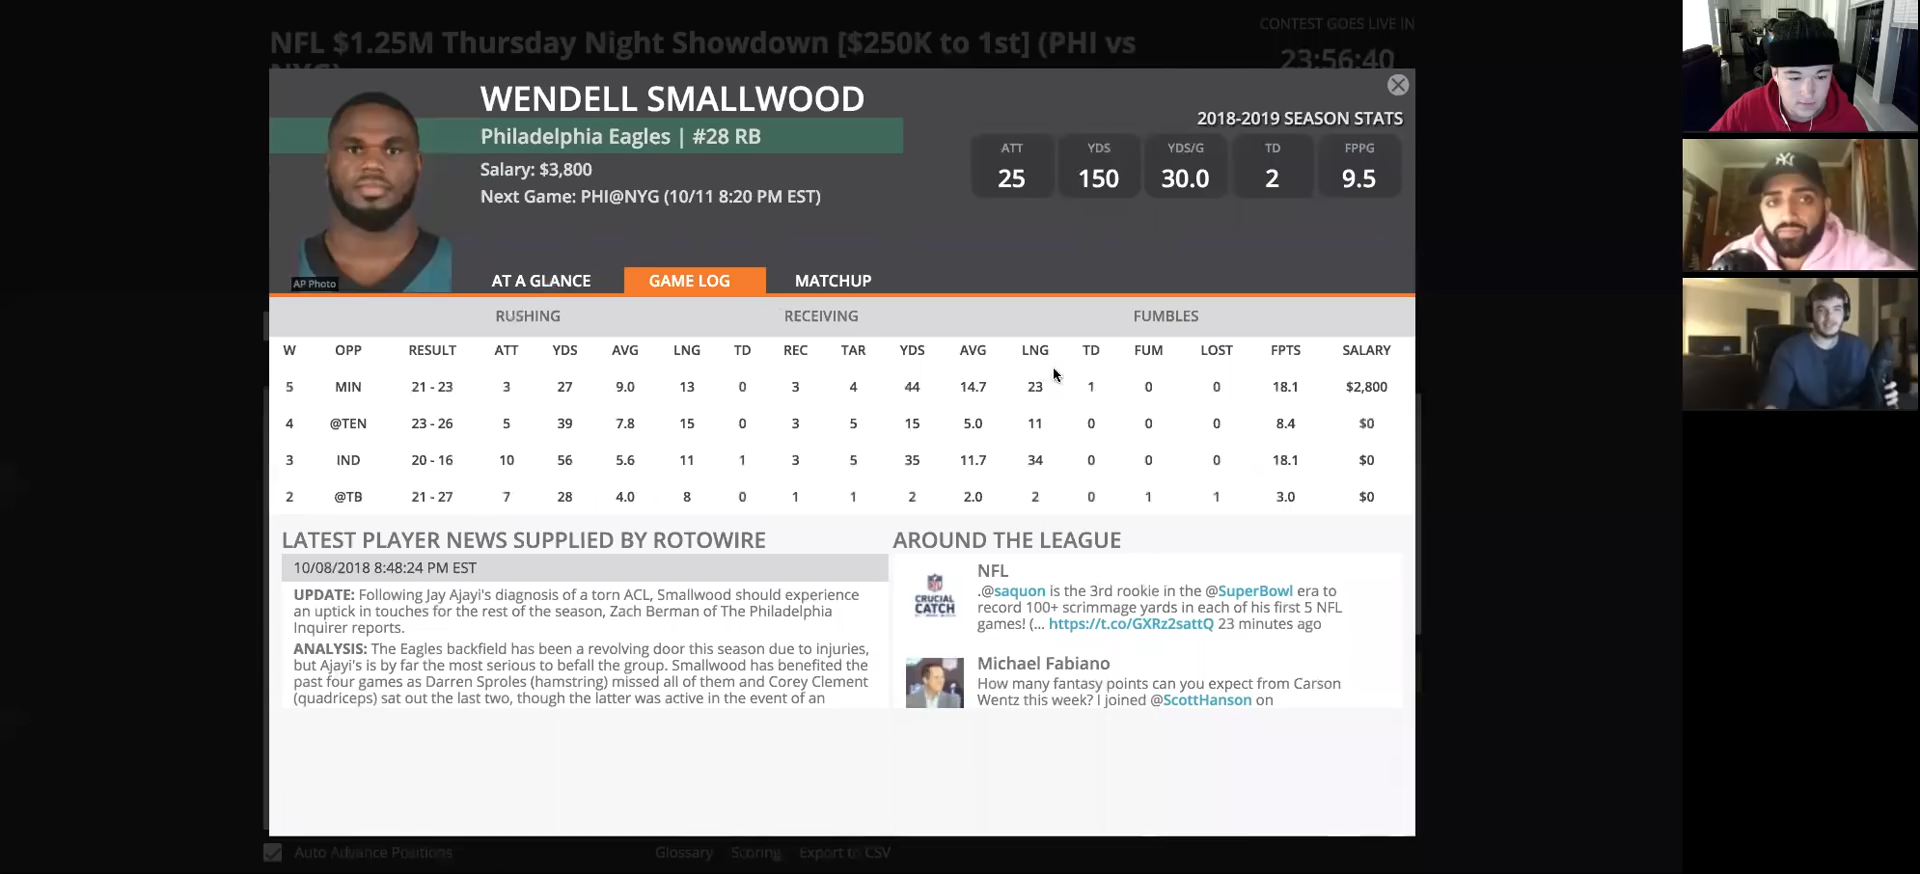 NFL $1.25M Thursday Night Showdown [$250K to 1st] (PHI vs
CONTEST GOES LIVE IN
23:56:40
WENDELL SMALLWOOD
Philadelphia Eagles | #28 RB
Salary: $3,800
Next Game: PHI@NYG (10/11 8:20 PM EST)
2018-2019 SEASON STATS
ATT YDS YDS/G TD FPPG
25 150 30.0 2 9.5
AP Photo
AT A GLANCE GAME LOG MATCHUP
RUSHING RECEIVING FUMBLES
W OPP RESULT ATT YDS AVG LNG TD REC TAR YDS AVG LNG TD FUM LOST FPTS SALARY
5 MIN 21 - 23 3 27 9.0 13 0 3 4 44 14.7 23 1 0 0 18.1 $2,800
4 @TEN 23 - 26 5 39 7.8 15 0 3 5 15 5.0 11 0 0 0 8.4 $0
3 IND 20 - 16 10 56 5.6 11 1 3 5 35 11.7 34 0 0 0 18.1 $0
2 @TB 21 - 27 7 28 4.0 8 0 1 1 2 2.0 2 0 1 1 3.0 $0
LATEST PLAYER NEWS SUPPLIED BY ROTOWIRE
10/08/2018 8:48:24 PM EST
UPDATE: Following Jay Ajayi's diagnosis of a torn ACL, Smallwood should experience
an uptick in touches for the rest of the season, Zach Berman of The Philadelphia
Inquirer reports.
ANALYSIS: The Eagles backfield has been a revolving door this season due to injuries,
but Ajayi's is by far the most serious to befall the group. Smallwood has benefited the
past four games as Darren Sproles (hamstring) missed all of them and Corey Clement
(quadriceps) sat out the last two, though the latter was active in the event of an
AROUND THE LEAGUE
NFL
CRUCIAL
CATCH
.@saquon is the 3rd rookie in the @SuperBowl era to
record 100+ scrimmage yards in each of his first 5 NFL
games! (... https://t.co/GXRz2sattQ 23 minutes ago
Michael Fabiano
How many fantasy points can you expect from Carson
Wentz this week? I joined @ScottHanson on
Auto Advance Positions
Glossary Scoring Export to CSV